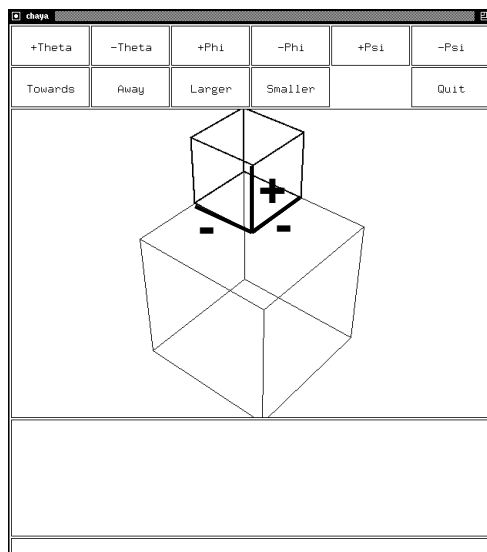 chaya
+Theta -Theta +Phi -Phi +Psi -Psi
Towards Away Larger Smaller Quit
+
- -